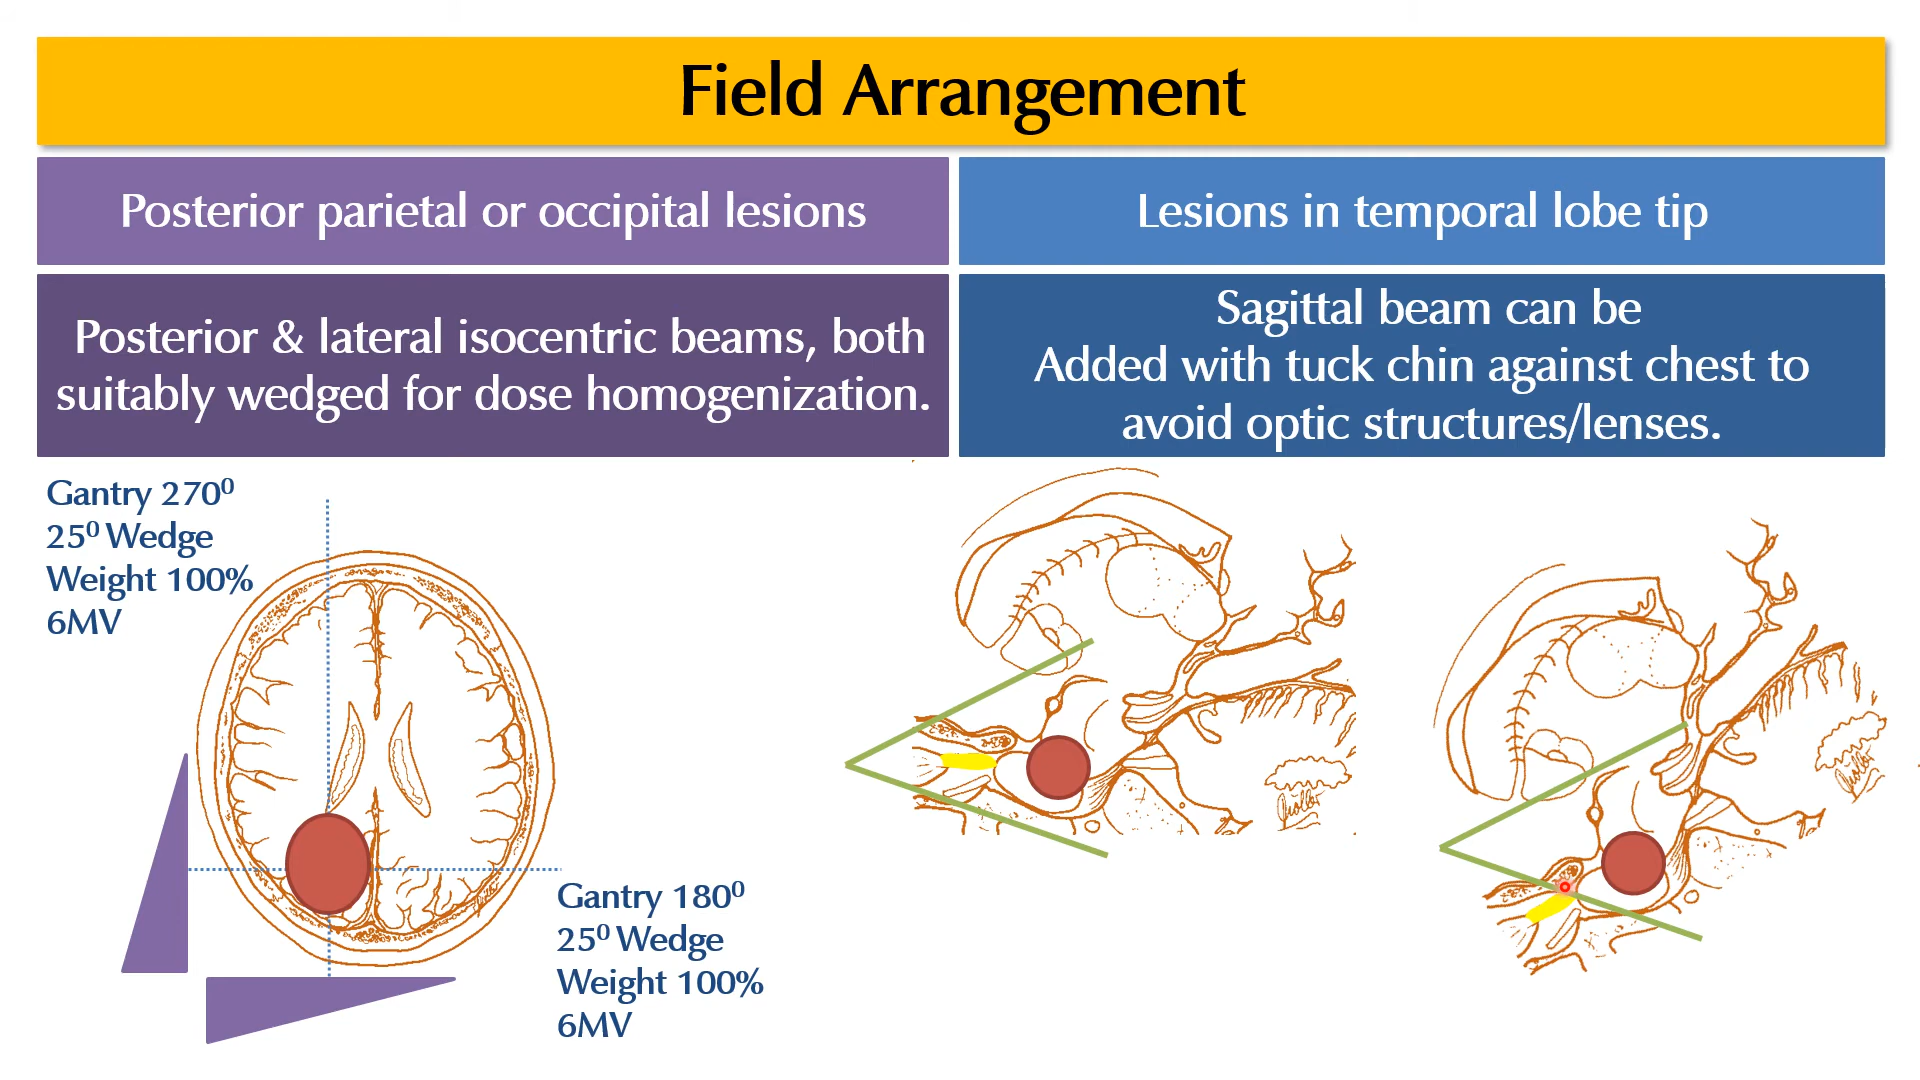 Field Arrangement
Posterior parietal or occipital lesions
Lesions in temporal lobe tip
Posterior & lateral isocentric beams, both
suitably wedged for dose homogenization.
Sagittal beam can be
Added with tuck chin against chest to
avoid optic structures/lenses.
Gantry 270⁰
25⁰ Wedge
Weight 100%
6MV
Gantry 180⁰
25⁰ Wedge
Weight 100%
6MV